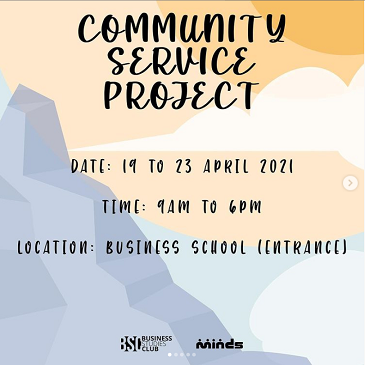 COMMUNITY
SERVICE
PROJECT
DATE: 19 TO 23 APRIL 2021
TIME: 9AM TO 6PM
LOCATION: BUSINESS SCHOOL (ENTRANCE)
BSC BUSINESS
STUDIES
CLUB
minds